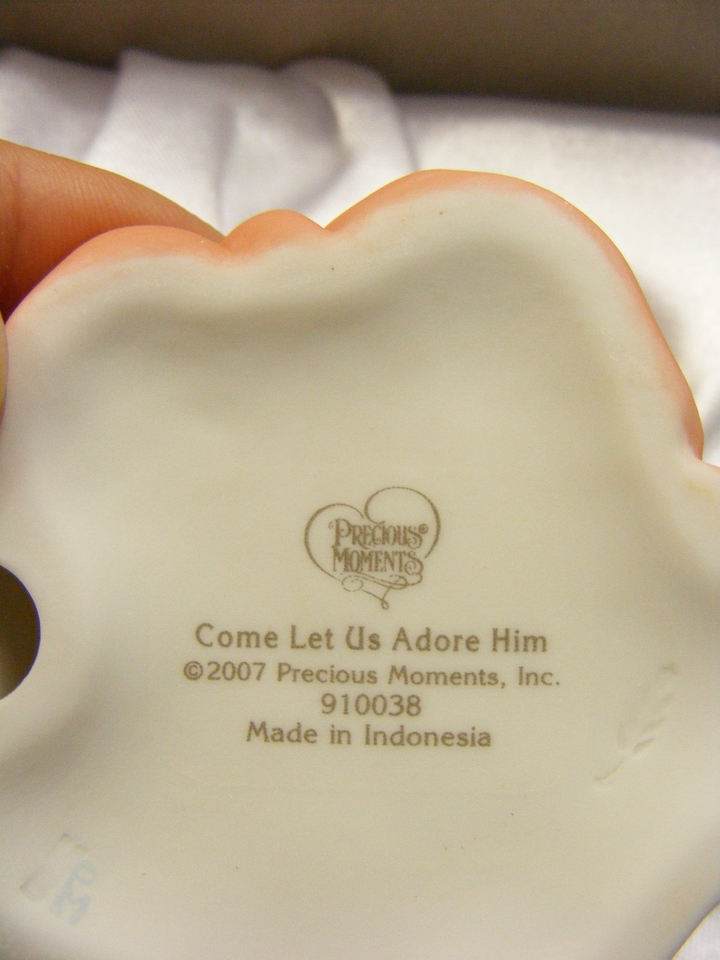 PRECIOUS®
MOMENTS
Come Let Us Adore Him
©2007 Precious Moments, Inc.
910038
Made in Indonesia